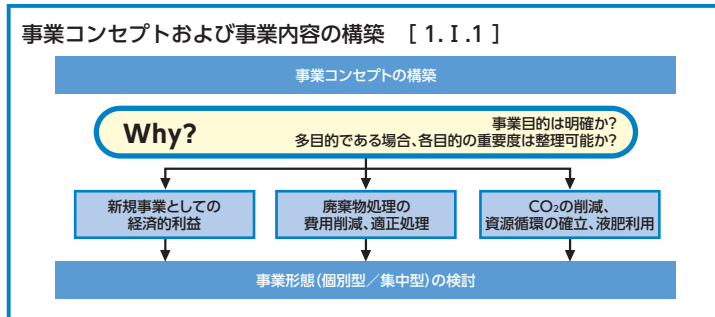 事業コンセプトおよび事業内容の構築 [ 1. I .1 ]
事業コンセプトの構築
Why?
事業目的は明確か?
多目的である場合、各目的の重要度は整理可能か?
新規事業としての
経済的利益
廃棄物処理の
費用削減、適正処理
CO₂の削減、
資源循環の確立、液肥利用
事業形態(個別型/集中型)の検討